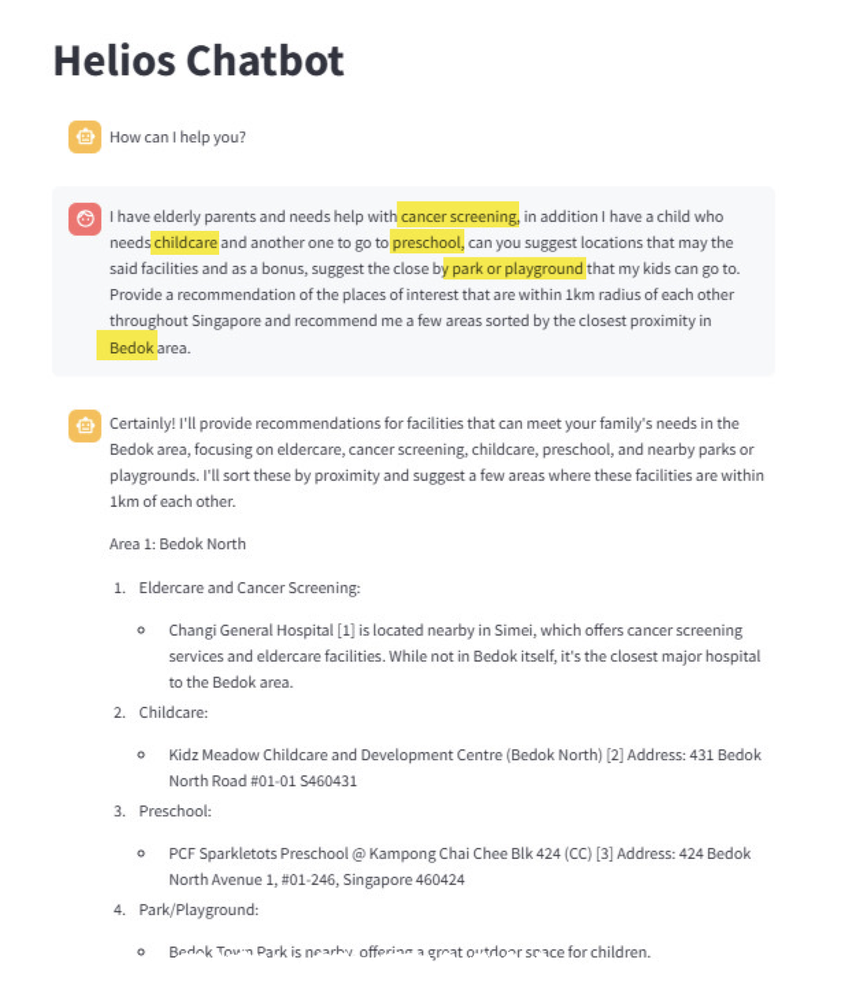 Helios Chatbot
How can I help you?
I have elderly parents and needs help with cancer screening, in addition I have a child who
needs childcare and another one to go to preschool, can you suggest locations that may the
said facilities and as a bonus, suggest the close by park or playground that my kids can go to.
Provide a recommendation of the places of interest that are within 1km radius of each other
throughout Singapore and recommend me a few areas sorted by the closest proximity in
Bedok area.
Certainly! I'll provide recommendations for facilities that can meet your family's needs in the
Bedok area, focusing on eldercare, cancer screening, childcare, preschool, and nearby parks or
playgrounds. I'll sort these by proximity and suggest a few areas where these facilities are within
1km of each other.
Area 1: Bedok North
1. Eldercare and Cancer Screening:
Changi General Hospital [1] is located nearby in Simei, which offers cancer screening
services and eldercare facilities. While not in Bedok itself, it's the closest major hospital
to the Bedok area.
2. Childcare:
Kidz Meadow Childcare and Development Centre (Bedok North) [2] Address: 431 Bedok
North Road #01-01 S460431
3. Preschool:
PCF Sparkletots Preschool @ Kampong Chai Chee Blk 424 (CC) [3] Address: 424 Bedok
North Avenue 1, #01-246, Singapore 460424
4. Park/Playground:
Bedok Town Park is nearby, offering a great outdoor space for children.